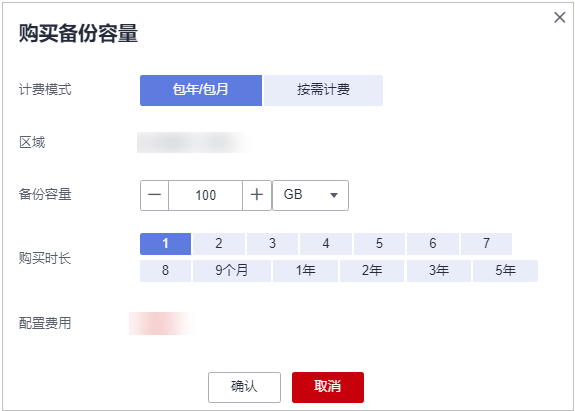 购买备份容量
计费模式 包年/包月 按需计费
区域
备份容量 100 GB
购买时长 1 2 3 4 5 6 7
8 9个月 1年 2年 3年 5年
配置费用
确认 取消